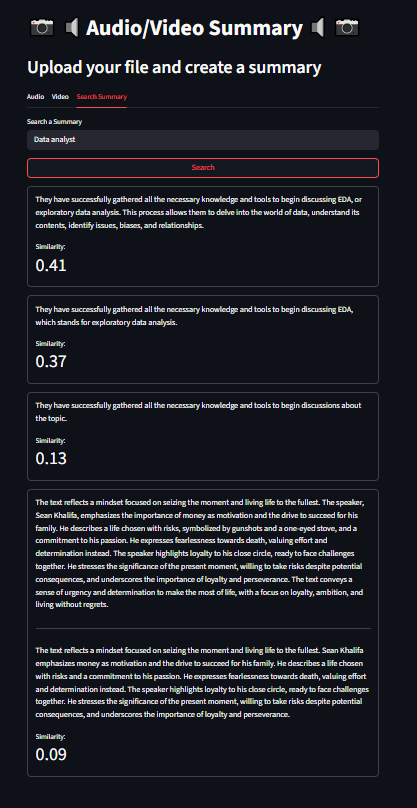 Audio/Video Summary
Upload your file and create a summary
Audio Video Search Summary
Search a Summary
Data analyst
Search
They have successfully gathered all the necessary knowledge and tools to begin discussing EDA, or
exploratory data analysis. This process allows them to delve into the world of data, understand its
contents, identify issues, biases, and relationships.
Similarity:
0.41
They have successfully gathered all the necessary knowledge and tools to begin discussing EDA,
which stands for exploratory data analysis.
Similarity:
0.37
They have successfully gathered all the necessary knowledge and tools to begin discussions about
the topic.
Similarity:
0.13
The text reflects a mindset focused on seizing the moment and living life to the fullest. The speaker,
Sean Khalifa, emphasizes the importance of money as motivation and the drive to succeed for his
family. He describes a life chosen with risks, symbolized by gunshots and a one-eyed stove, and a
commitment to his passion. He expresses fearlessness towards death, valuing effort and
determination instead. The speaker highlights loyalty to his close circle, ready to face challenges
together. He stresses the significance of the present moment, willing to take risks despite potential
consequences, and underscores the importance of loyalty and perseverance. The text conveys a
sense of urgency and determination to make the most of life, with a focus on loyalty, ambition, and
living without regrets.
The text reflects a mindset focused on seizing the moment and living life to the fullest. Sean Khalifa
emphasizes money as motivation and the drive to succeed for his family. He describes a life chosen
with risks and a commitment to his passion. He expresses fearlessness towards death, valuing effort
and determination instead. The speaker highlights loyalty to his close circle, ready to face challenges
together. He stresses the significance of the present moment, willing to take risks despite potential
consequences, and underscores the importance of loyalty and perseverance.
Similarity:
0.09